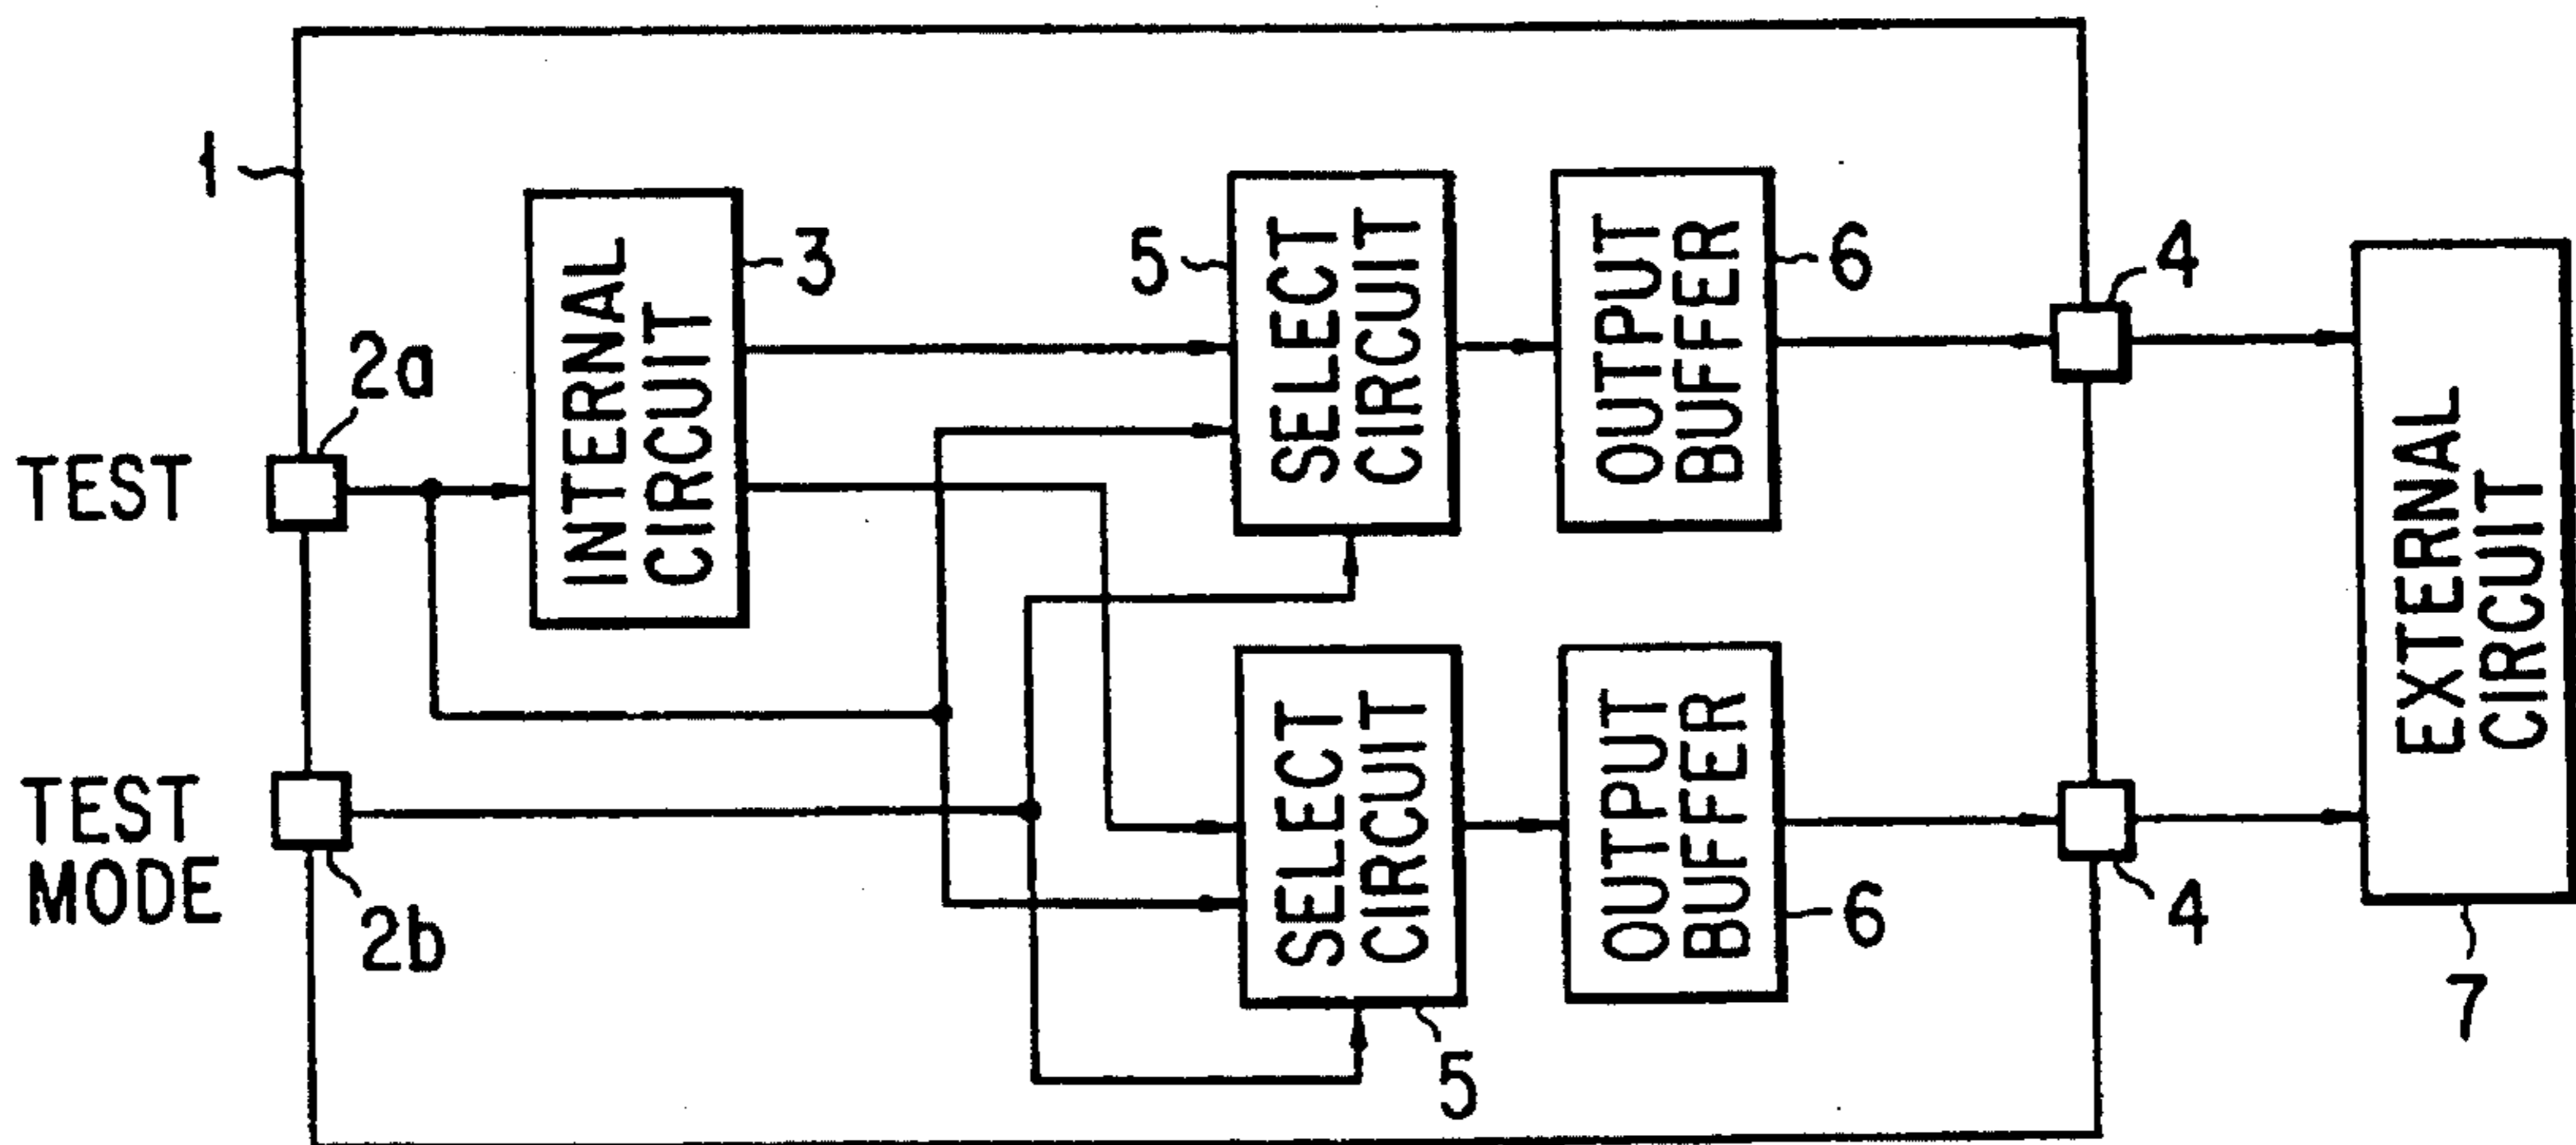 1
2a
TEST
TEST
MODE
2b
INTERNAL
CIRCUIT
3
5
SELECT
CIRCUIT
OUTPUT
BUFFER
6
4
SELECT
CIRCUIT
5
OUTPUT
BUFFER
6
4
EXTERNAL
CIRCUIT
7